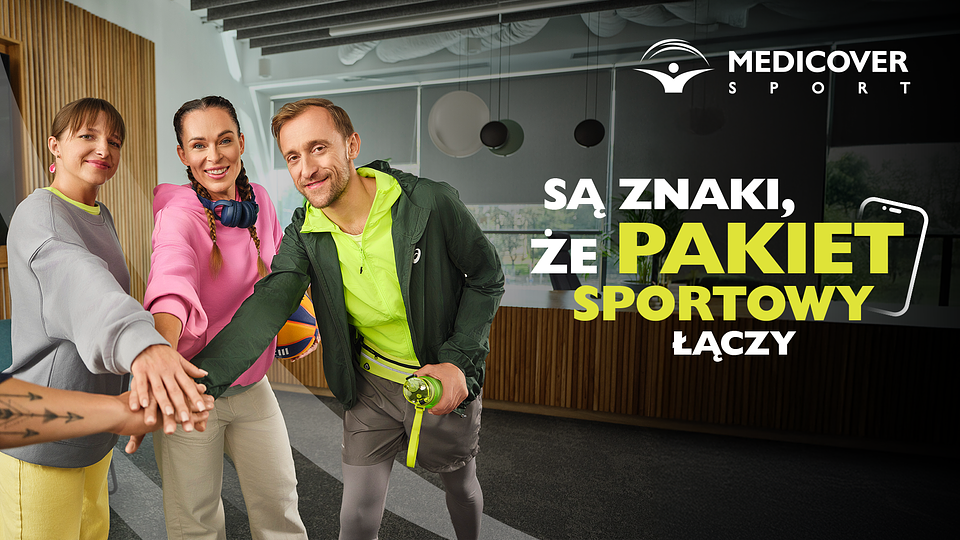 MEDICOVER
SPORT
SĄ ZNAKI,
ŻE PAKIET
SPORTOWY
ŁĄCZY